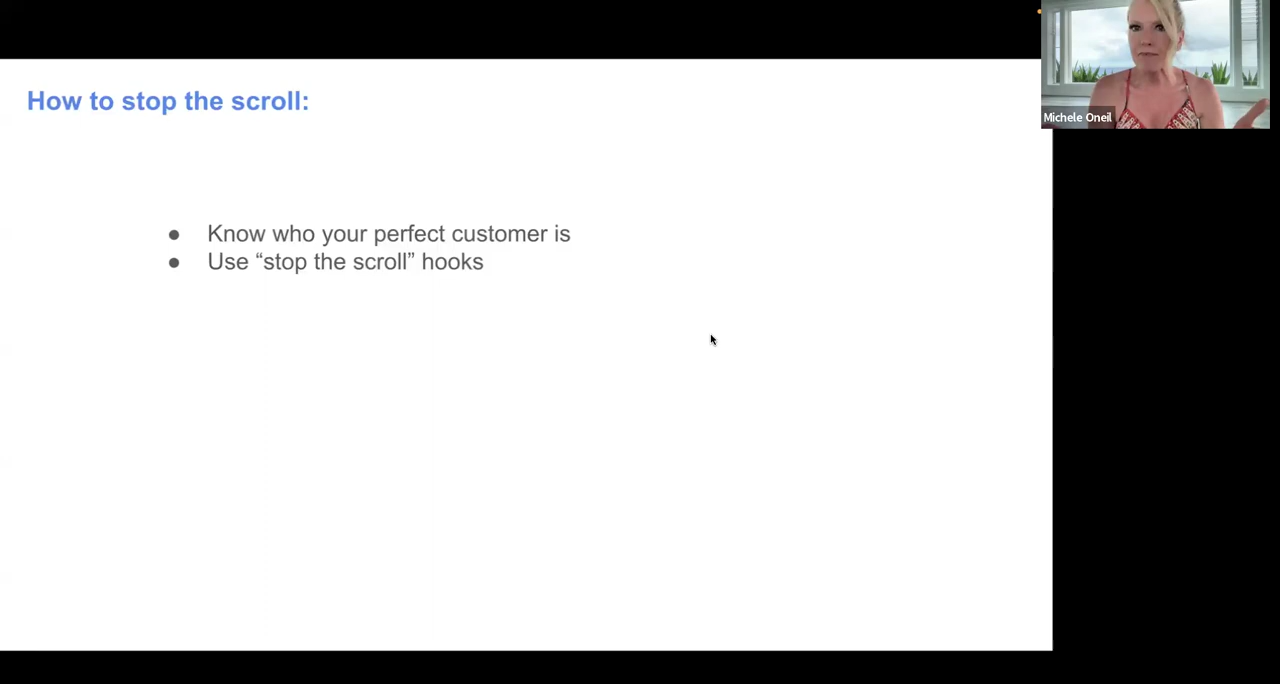 How to stop the scroll:
Michele Oneil
● Know who your perfect customer is
● Use “stop the scroll” hooks